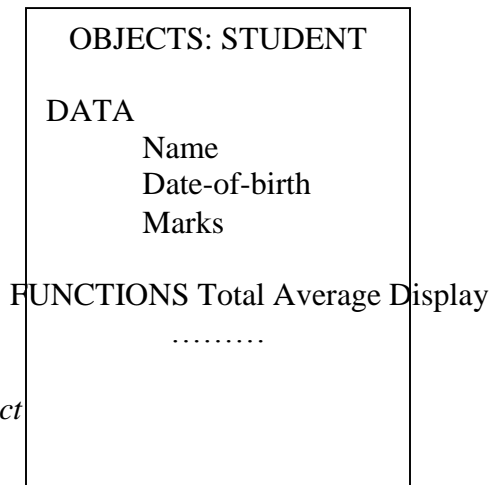 OBJECTS: STUDENT
DATA
Name
Date-of-birth
Marks
FUNCTIONS Total Average Display
………
ct